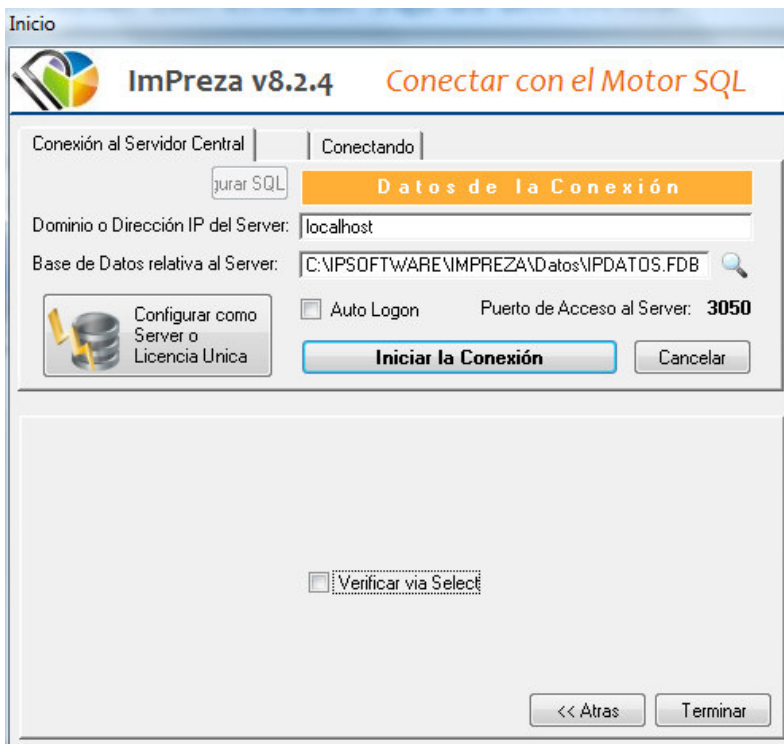 Inicio
ImPreza v8.2.4 Conectar con el Motor SQL
Conexión al Servidor Central Conectando
gurar SQL Datos de la Conexión
Dominio o Dirección IP del Server: localhost
Base de Datos relativa al Server: C:\IPSOFTWARE\IMPREZA\Datos\IPDATOS.FDB
Configurar como
Server o
Licencia Unica
Auto Logon Puerto de Acceso al Server: 3050
Iniciar la Conexión Cancelar
Verificar via Select
<< Atras Terminar